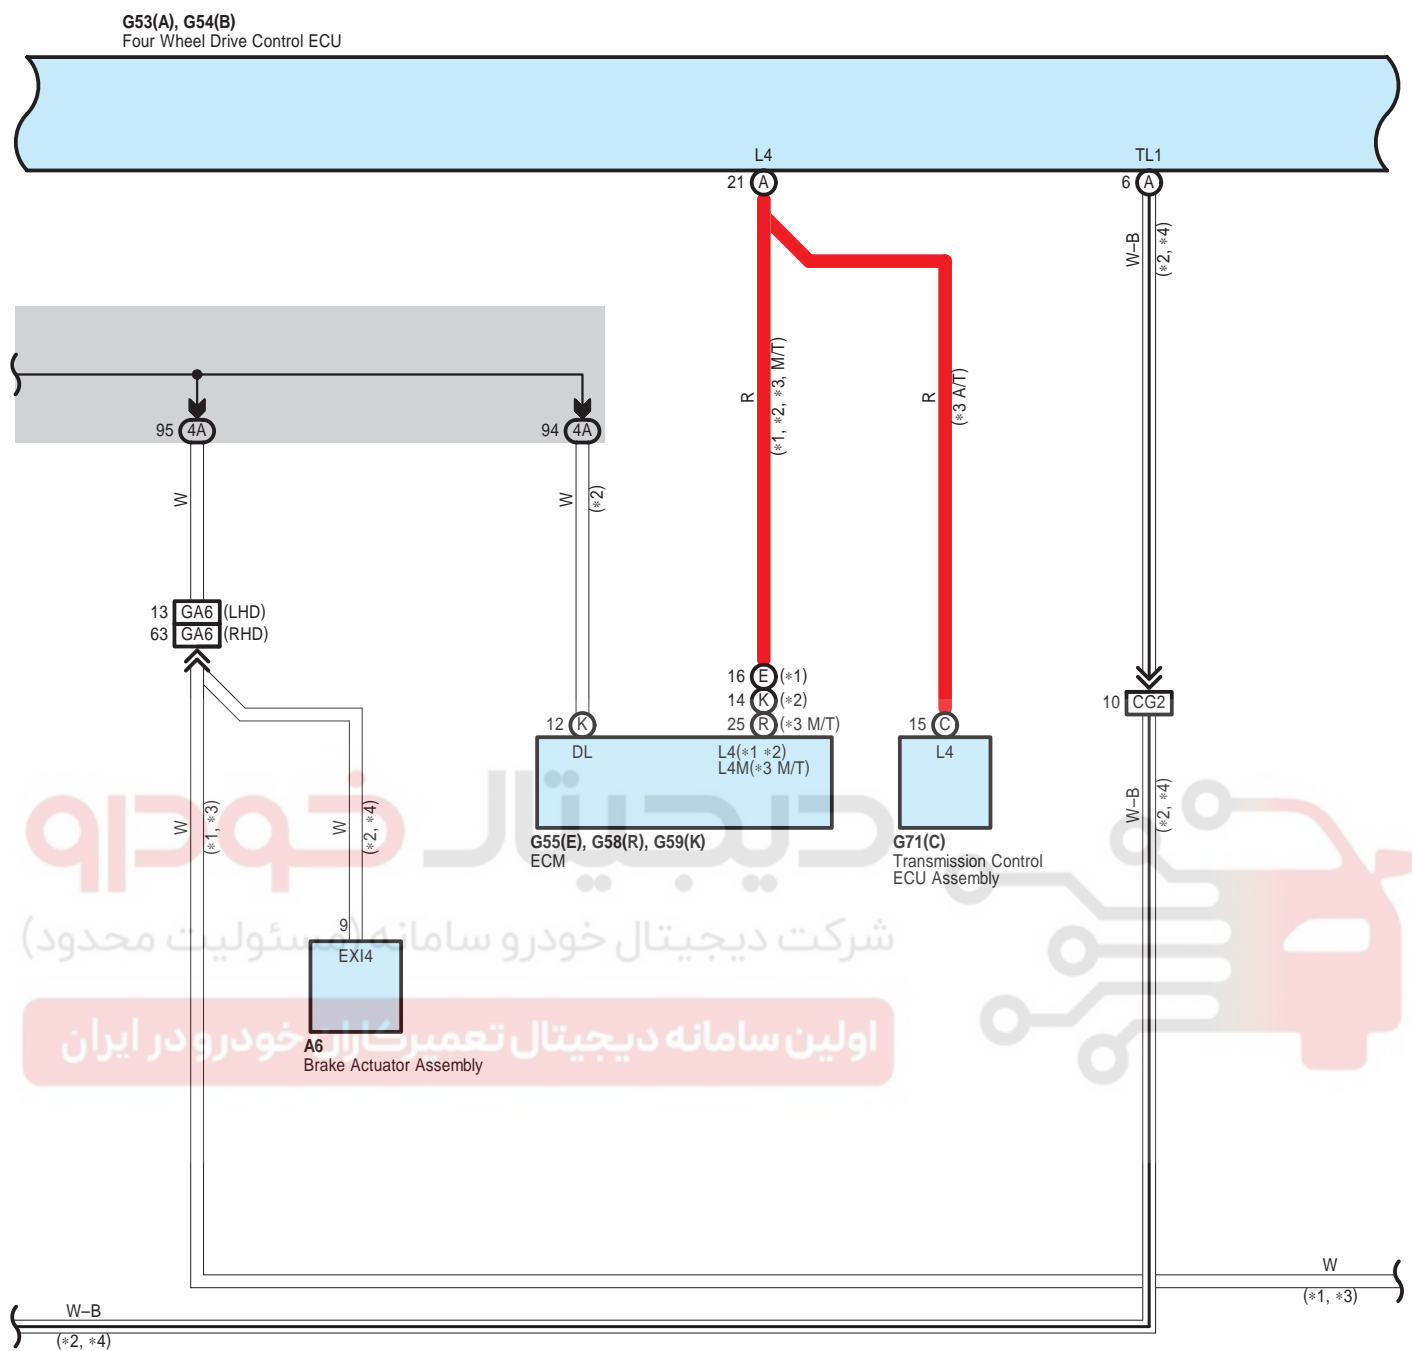 G53(A), G54(B)
Four Wheel Drive Control ECU
L4
TL1
21 A
6 A
W–B
(∗2, ∗4)
R
(∗1, ∗2, ∗3, M/T)
R
(∗3 A/T)
95 4A
94 4A
W
W
(∗2)
13 GA6 (LHD)
63 GA6 (RHD)
16 E (∗1)
14 K (∗2)
25 R (∗3 M/T)
12 K
15 C
10 CG2
DL
L4(∗1 ∗2)
L4M(∗3 M/T)
L4
W
(∗1, ∗3)
W
(∗2, ∗4)
W–B
(∗2, ∗4)
G55(E), G58(R), G59(K)
ECM
G71(C)
Transmission Control
ECU Assembly
دیجیتال خودرو
شرکت دیجیتال خودرو سامانه (مسئولیت محدود)
9
EXI4
اولین سامانه دیجیتال تعمیرکاران خودرو در ایران
A6
Brake Actuator Assembly
W
(∗1, ∗3)
W–B
(∗2, ∗4)